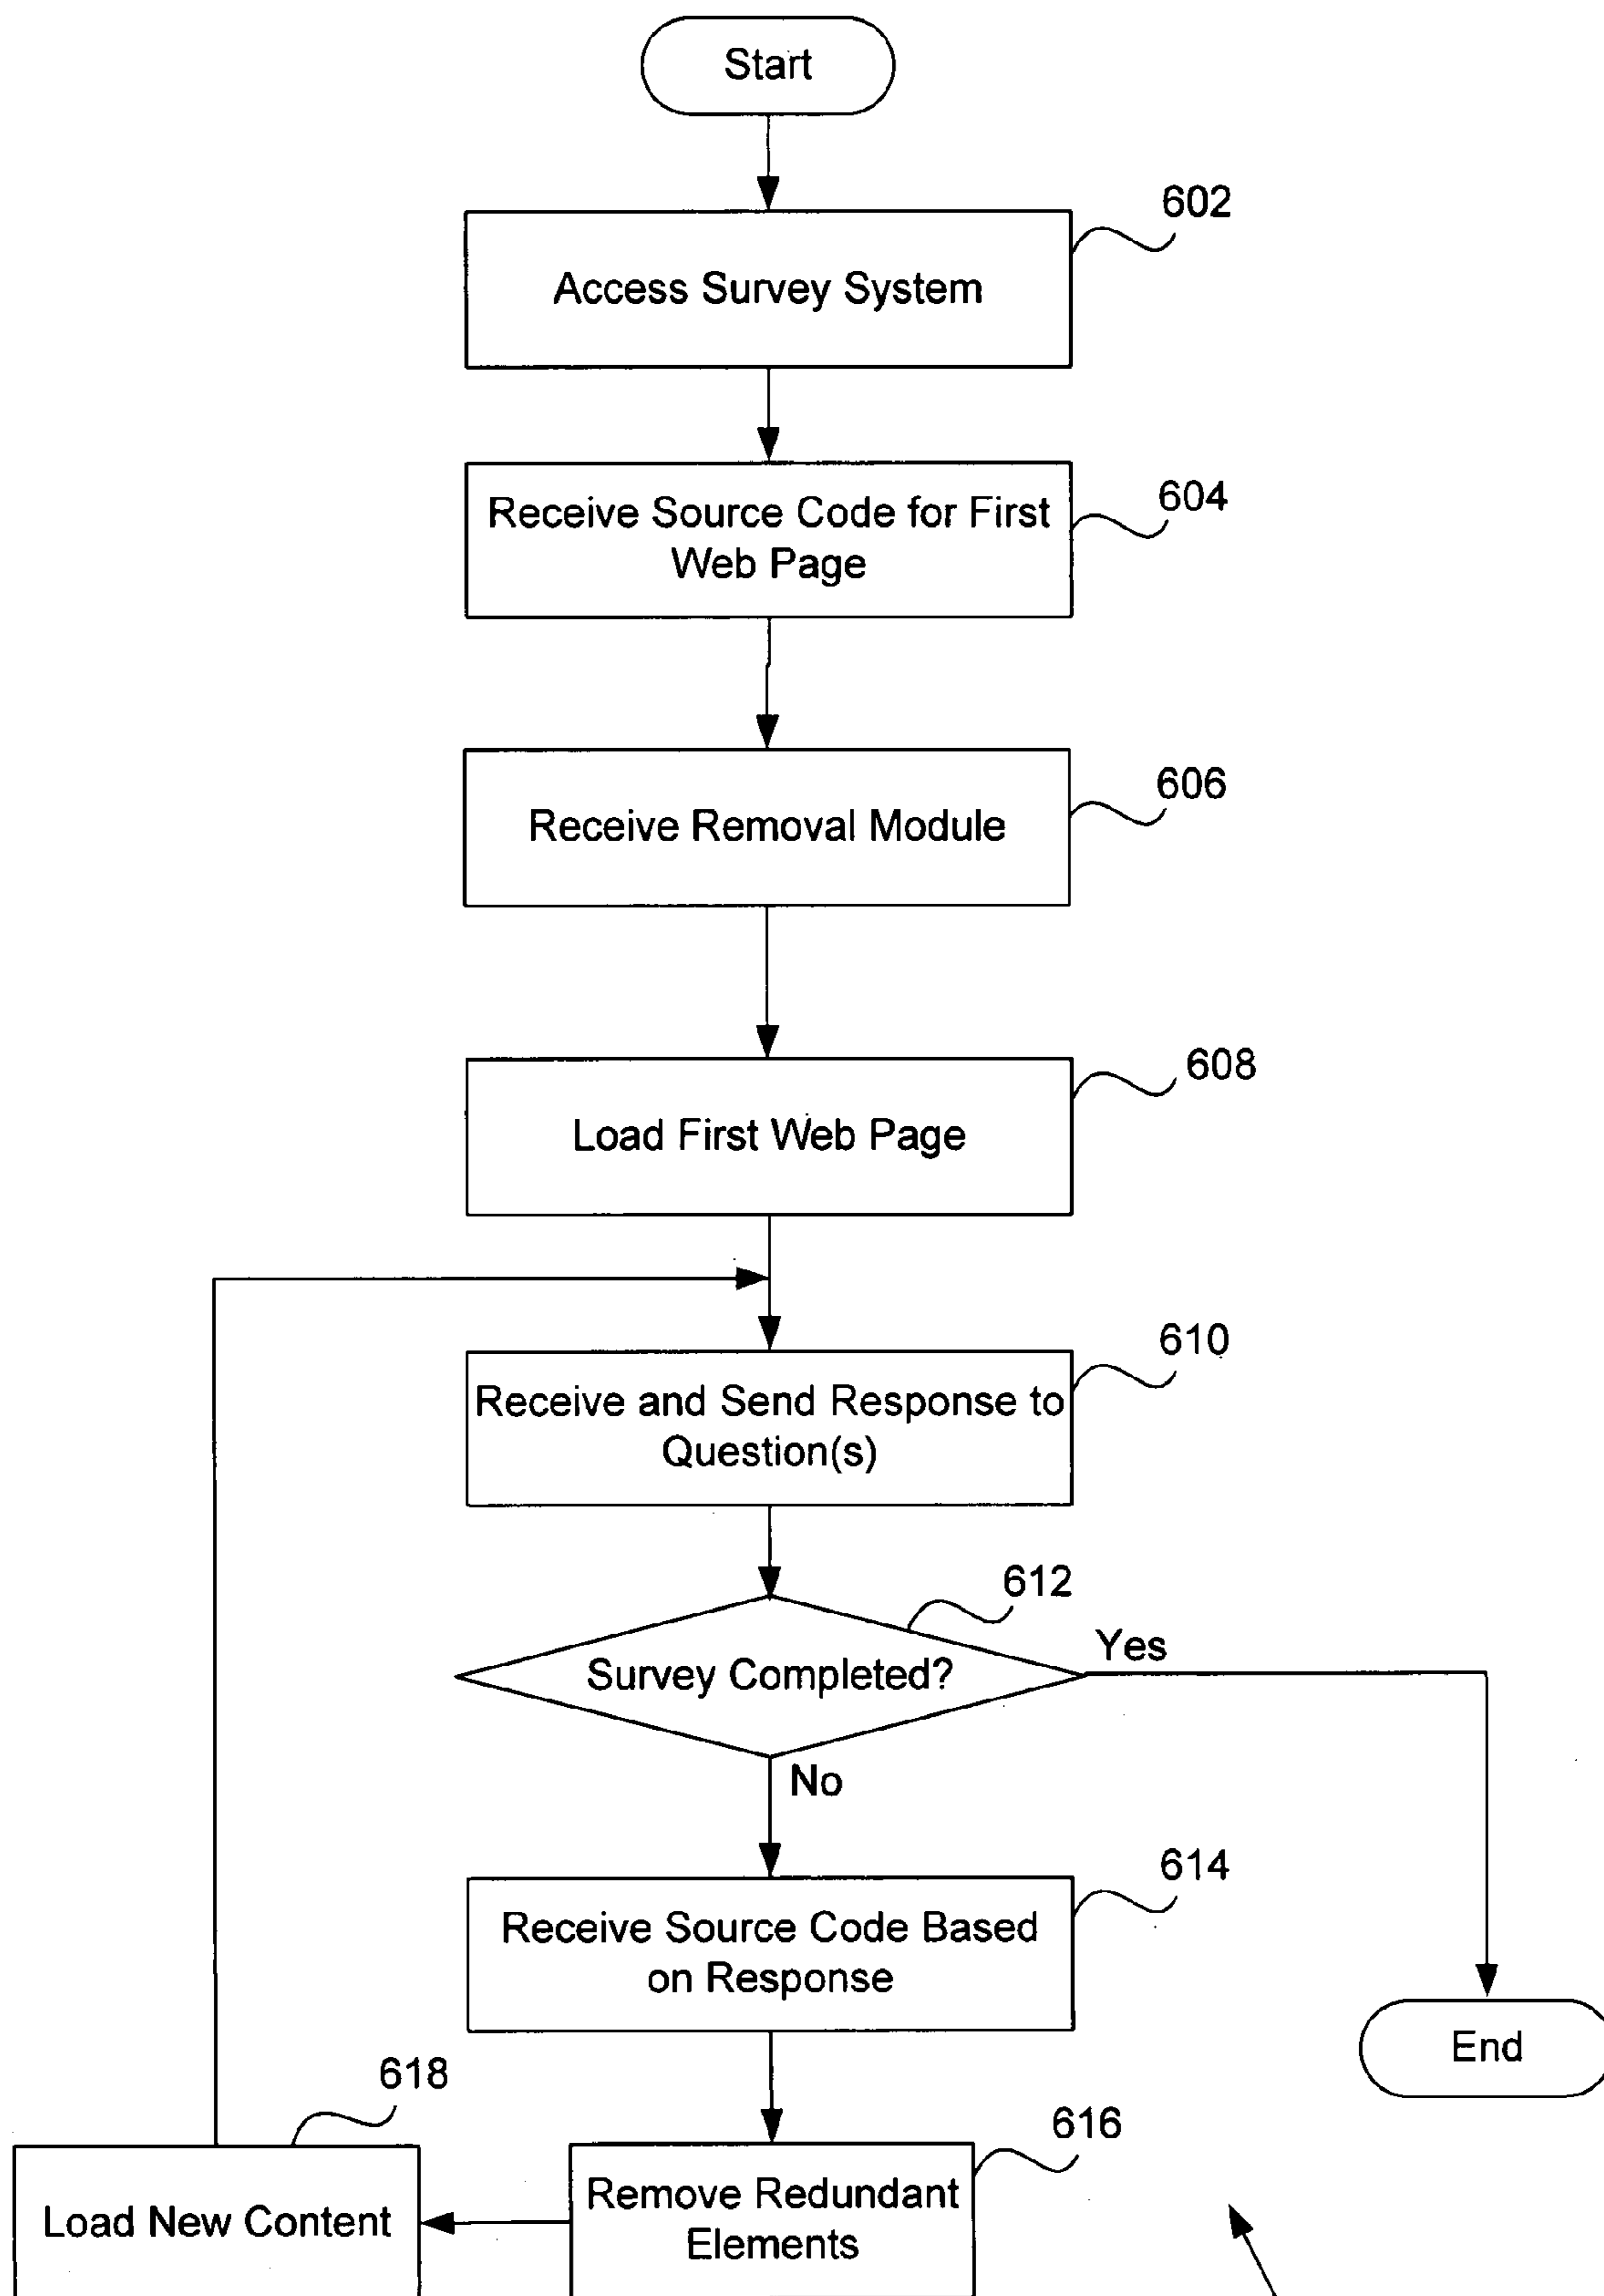 Start
602
Access Survey System
604
Receive Source Code for First
Web Page
606
Receive Removal Module
608
Load First Web Page
610
Receive and Send Response to
Question(s)
612
Survey Completed?
Yes
No
614
Receive Source Code Based
on Response
End
618
616
Load New Content
Remove Redundant
Elements